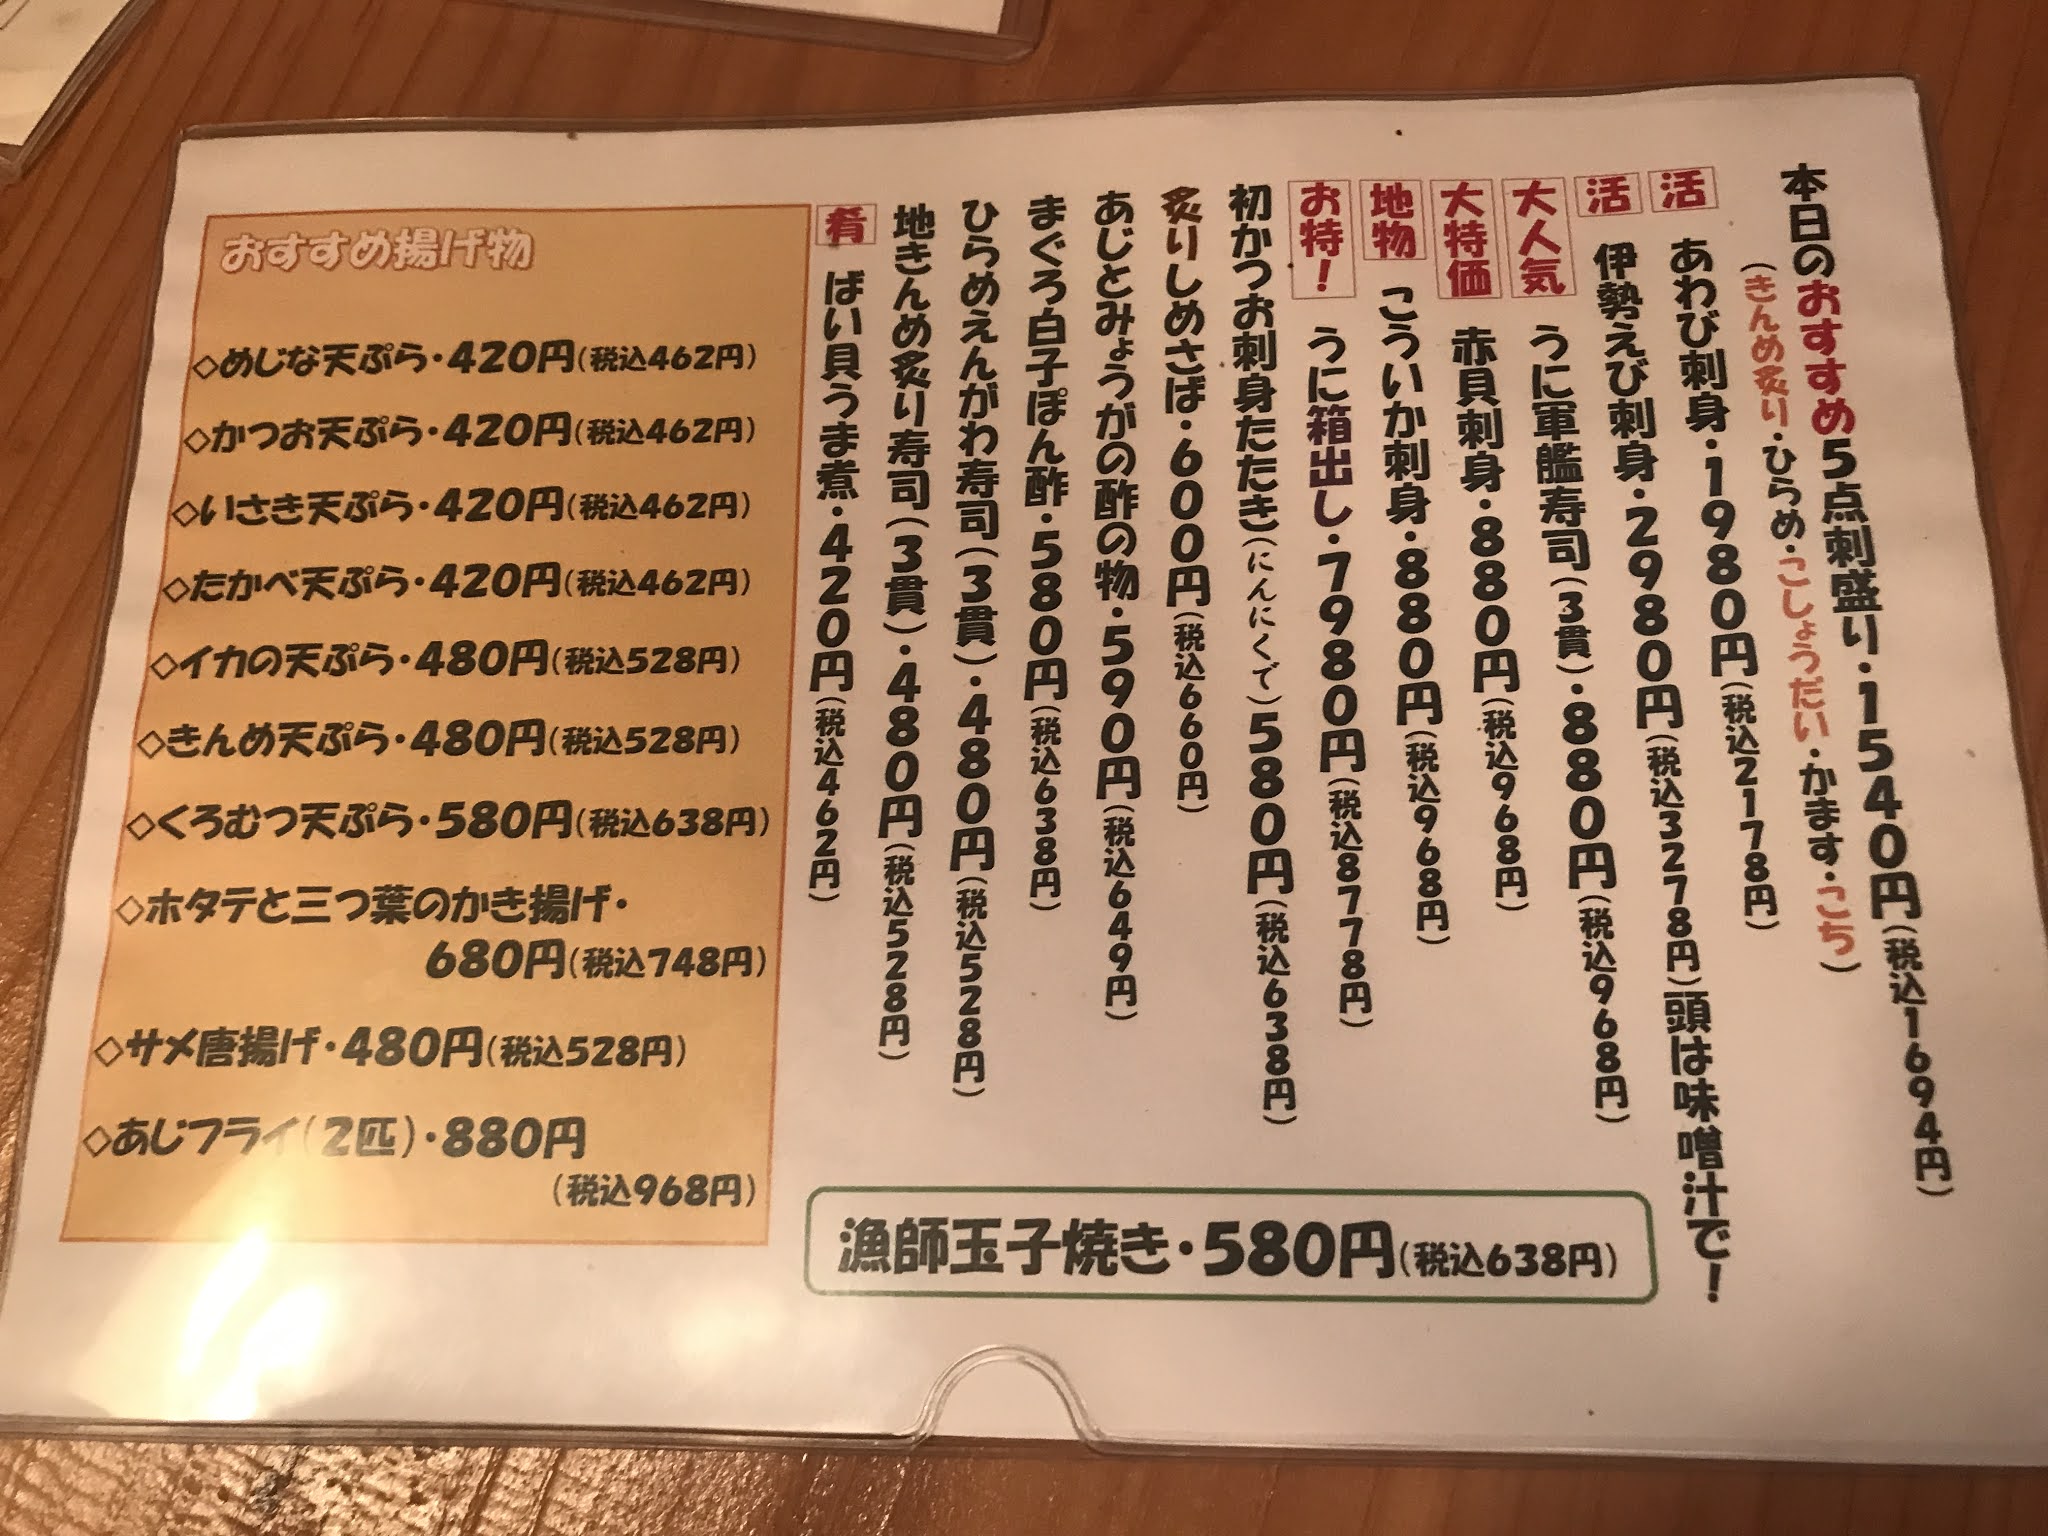 本日のおすすめ5点刺盛り・1540円(税込1694円)
(きんめ炙り・ひらめ・こしょうだい・かます・こち)
活 あわび刺身・1980円(税込2178円)
活 伊勢えび刺身・2980円(税込3278円)頭は味噌汁で!
大人気 うに軍艦寿司(3貫)・880円(税込968円)
大特価 赤貝刺身・880円(税込968円)
地物 こういか刺身・880円(税込968円)
お特! うに箱出し・7980円(税込8778円)
初かつお刺身たたき(にんにくで)580円(税込638円)
炙りしめさば・600円(税込660円)
あじとみょうがの酢の物・590円(税込649円)
まぐろ白子ぽん酢・580円(税込638円)
ひらめえんがわ寿司(3貫)・480円(税込528円)
地きんめ炙り寿司(3貫)・480円(税込528円)
肴 ばい貝うま煮・420円(税込462円)
漁師玉子焼き・580円(税込638円)
おすすめ揚げ物
◇めじな天ぷら・420円(税込462円)
◇かつお天ぷら・420円(税込462円)
◇いさき天ぷら・420円(税込462円)
◇たかべ天ぷら・420円(税込462円)
◇イカの天ぷら・480円(税込528円)
◇きんめ天ぷら・480円(税込528円)
◇くろむつ天ぷら・580円(税込638円)
◇ホタテと三つ葉のかき揚げ・
680円(税込748円)
◇サメ唐揚げ・480円(税込528円)
◇あじフライ(2匹)・880円
(税込968円)